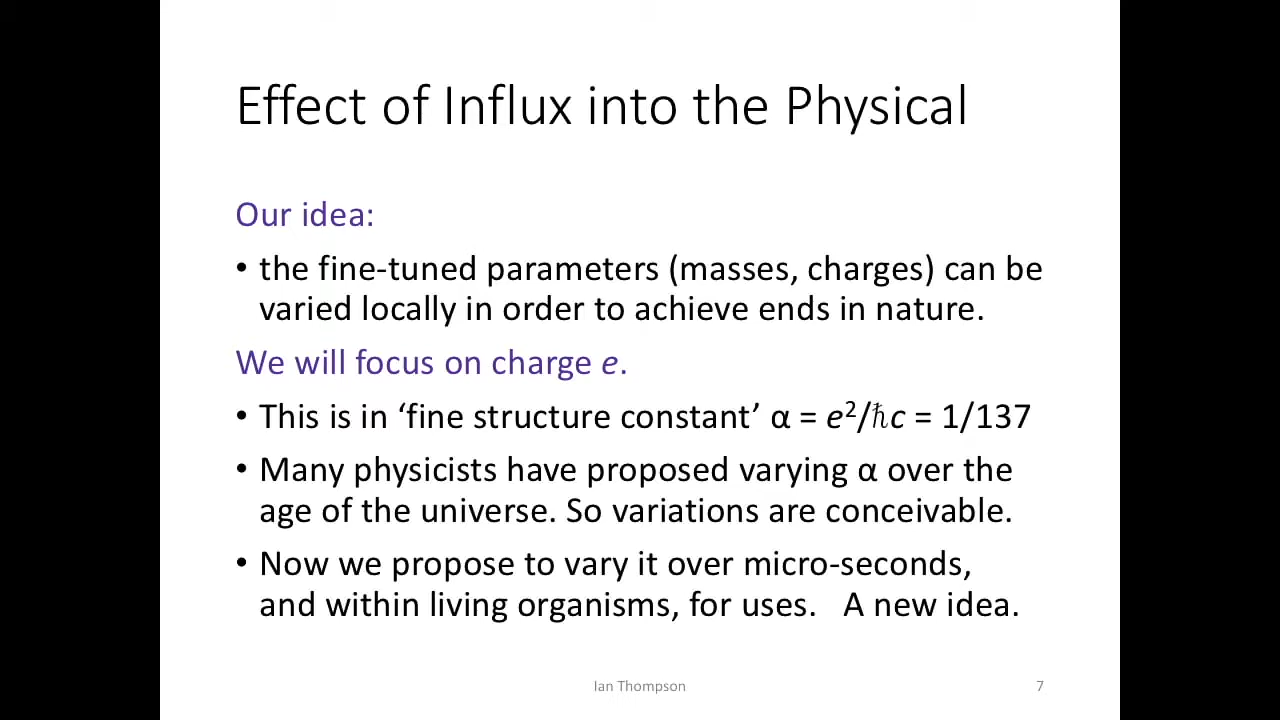 Effect of Influx into the Physical
Our idea:
• the fine-tuned parameters (masses, charges) can be
varied locally in order to achieve ends in nature.
We will focus on charge e.
• This is in ‘fine structure constant’ α = e²/ℏc = 1/137
• Many physicists have proposed varying α over the
age of the universe. So variations are conceivable.
• Now we propose to vary it over micro-seconds,
and within living organisms, for uses. A new idea.
Ian Thompson
7